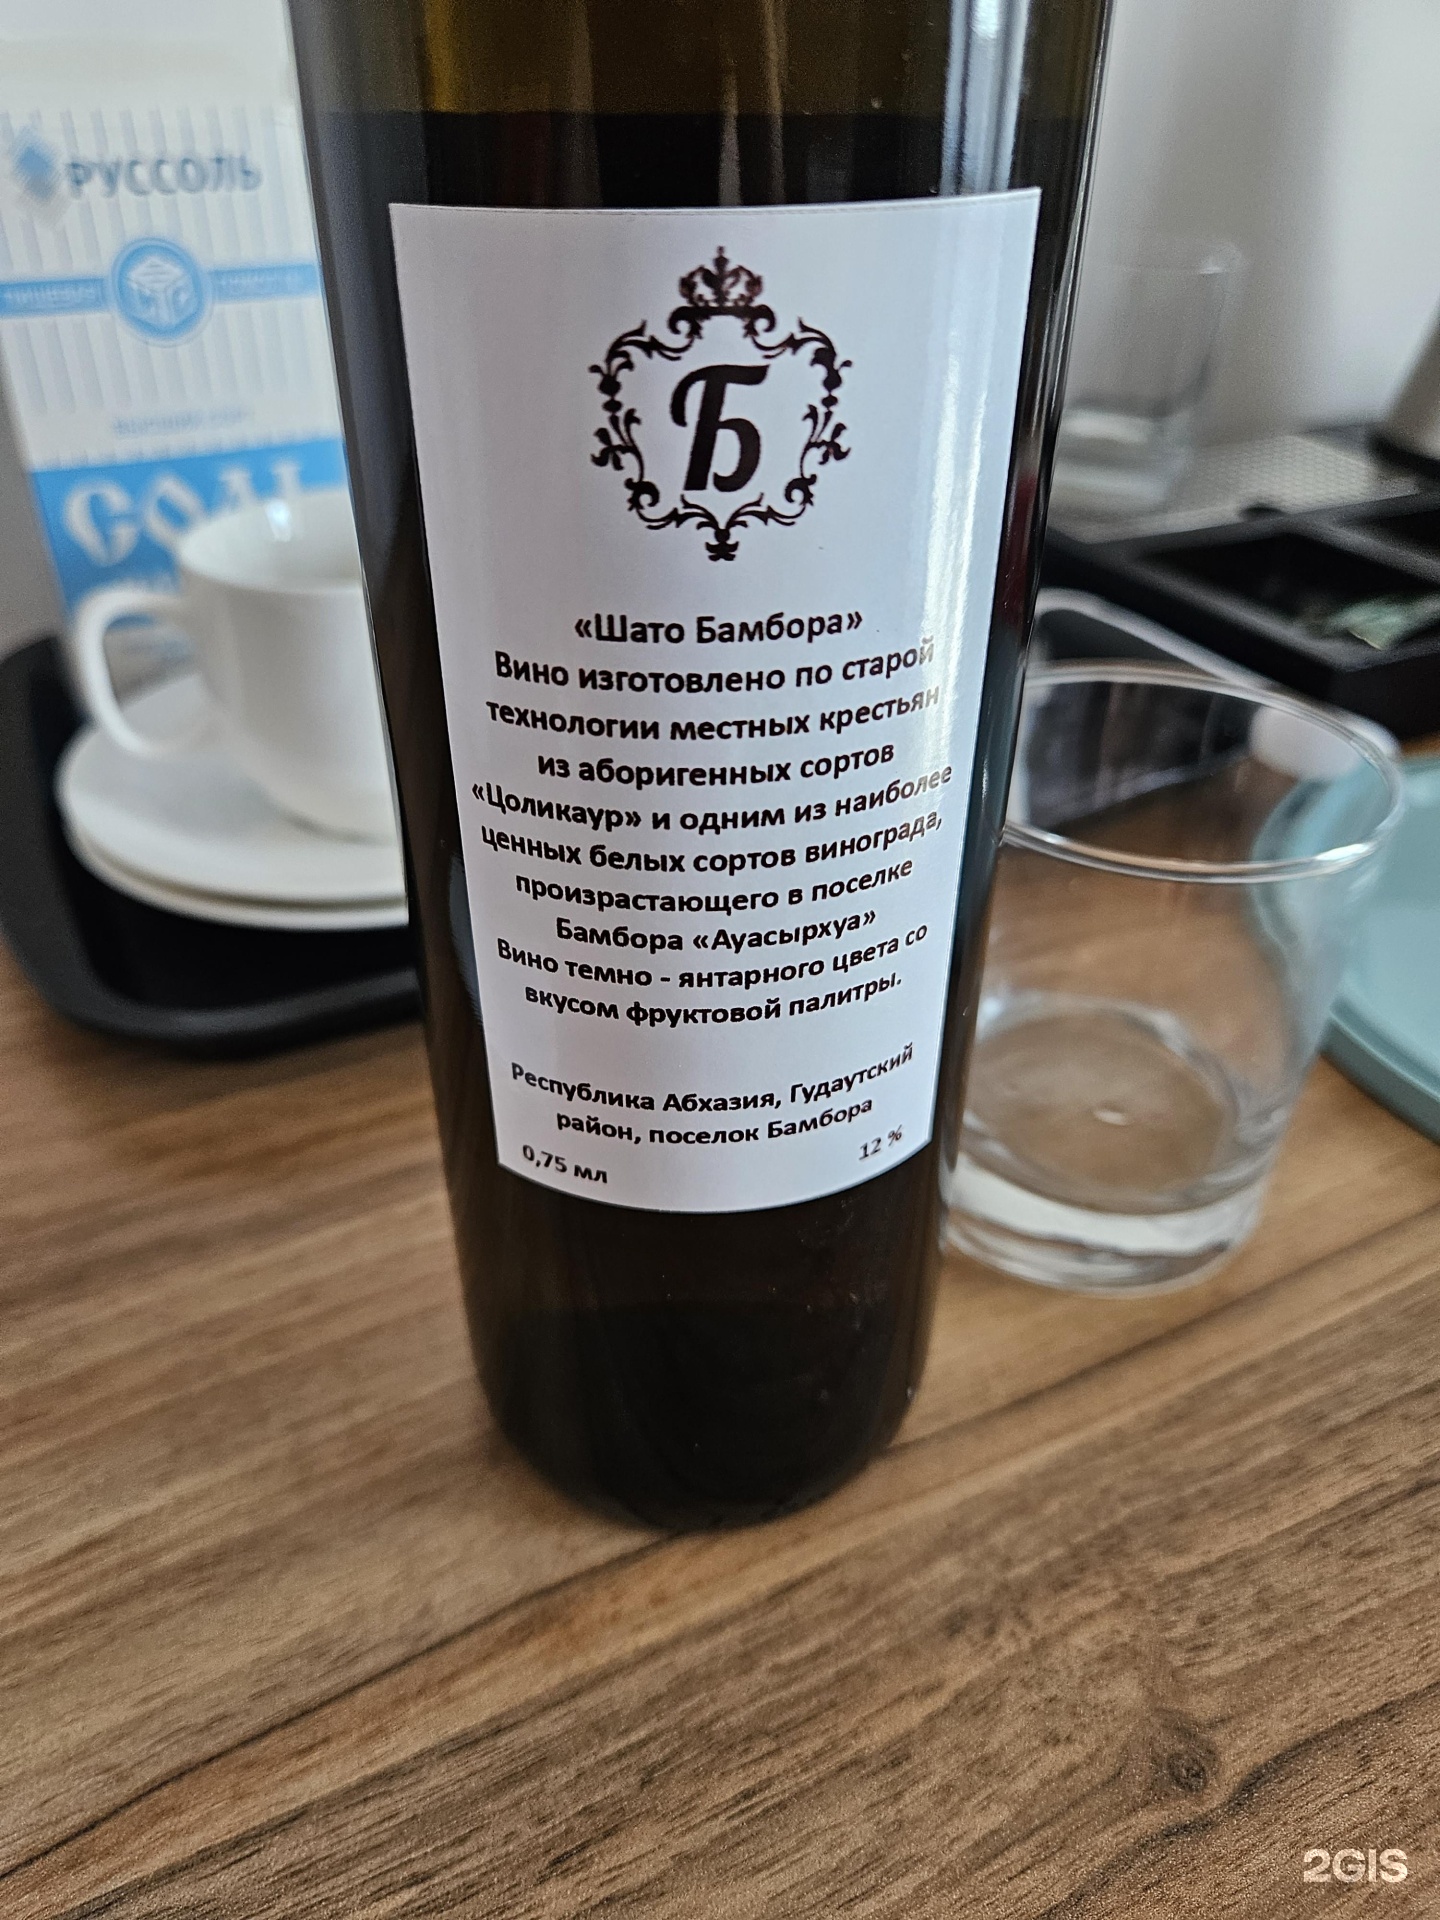 РУССОЛЬ
СОЛЬ
Б
«Шато Бамбора»
Вино изготовлено по старой
технологии местных крестьян
из аборигенных сортов
«Цоликаур» и одним из наиболее
ценных белых сортов винограда,
произрастающего в поселке
Бамбора «Ауасырхуа»
Вино темно - янтарного цвета со
вкусом фруктовой палитры.
Республика Абхазия, Гудаутский
район, поселок Бамбора
0,75 мл
12 %
2GIS